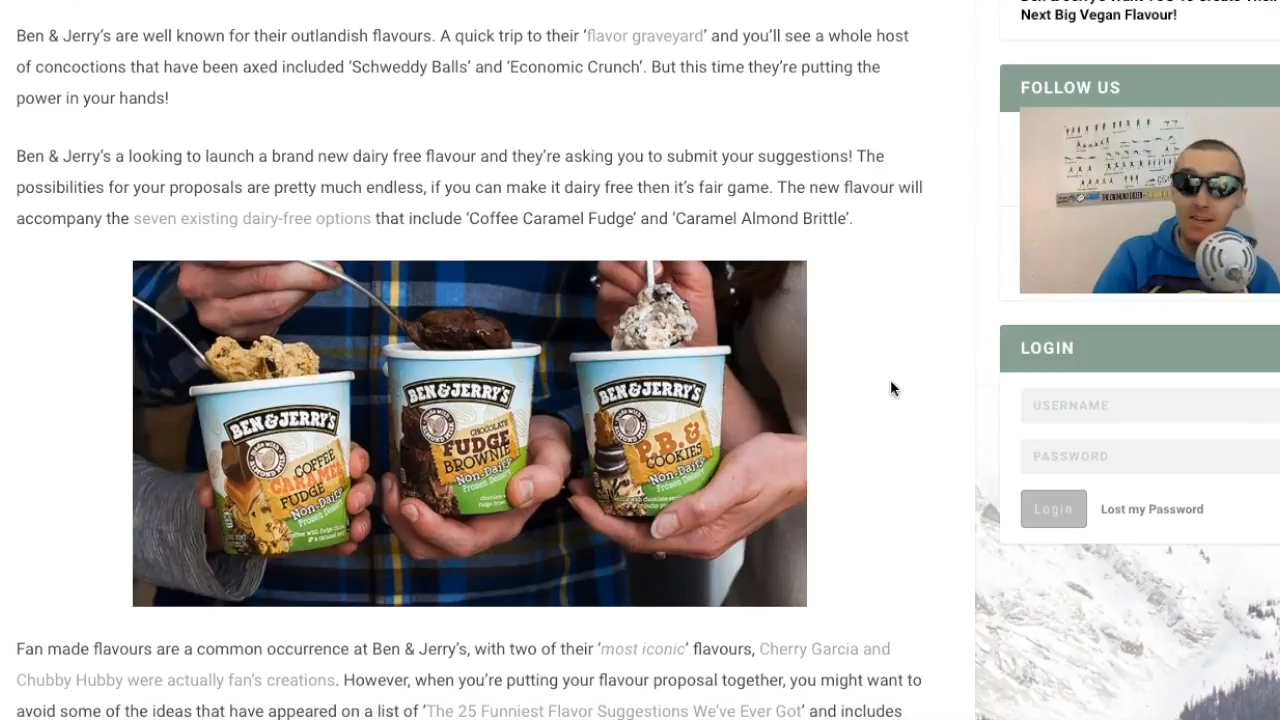 Ben & Jerry's are well known for their outlandish flavours. A quick trip to their 'flavor graveyard' and you'll see a whole host
of concoctions that have been axed included 'Schweddy Balls' and 'Economic Crunch'. But this time they're putting the
power in your hands!
Ben & Jerry's a looking to launch a brand new dairy free flavour and they're asking you to submit your suggestions! The
possibilities for your proposals are pretty much endless, if you can make it dairy free then it's fair game. The new flavour will
accompany the seven existing dairy-free options that include 'Coffee Caramel Fudge' and 'Caramel Almond Brittle'.
BEN & JERRY'S
COFFEE
CARAMEL
FUDGE
Non-Dairy
Frozen Dessert
BEN & JERRY'S
CHOCOLATE
FUDGE
BROWNIE
Non-Dairy
Frozen Dessert
BEN & JERRY'S
P.B. &
COOKIES
Non-Dairy
Frozen Dessert
Fan made flavours are a common occurrence at Ben & Jerry's, with two of their 'most iconic' flavours, Cherry Garcia and
Chubby Hubby were actually fan's creations. However, when you're putting your flavour proposal together, you might want to
avoid some of the ideas that have appeared on a list of 'The 25 Funniest Flavor Suggestions We've Ever Got' and includes
Next Big Vegan Flavour!
FOLLOW US
LOGIN
USERNAME
PASSWORD
Login Lost my Password